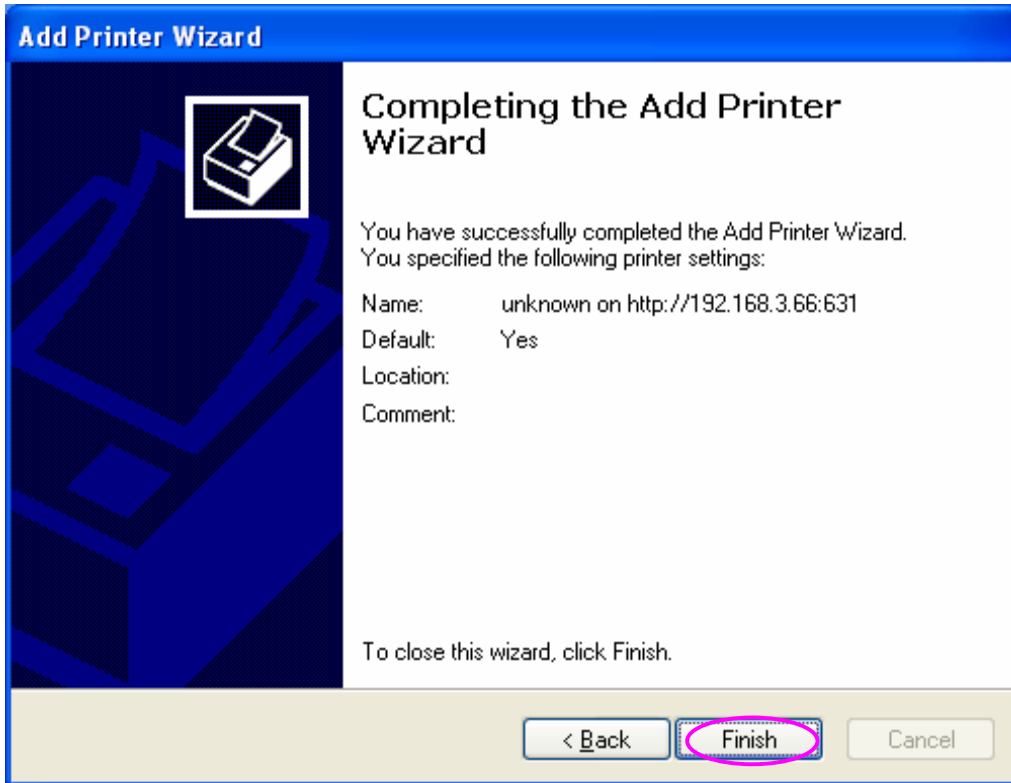 Add Printer Wizard
Completing the Add Printer
Wizard
You have successfully completed the Add Printer Wizard.
You specified the following printer settings:
Name: unknown on http://192.168.3.66:631
Default: Yes
Location:
Comment:
To close this wizard, click Finish.
< Back Finish Cancel